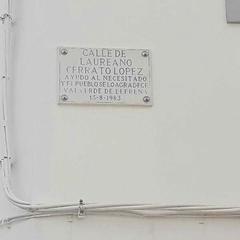 CALLE DE
LAUREANO
CERRATO LOPEZ
AYUDO AL NECESITADO
Y EL PUEBLO SE LO AGRADECE
VALVERDE DE LLERENA
15-8-1983